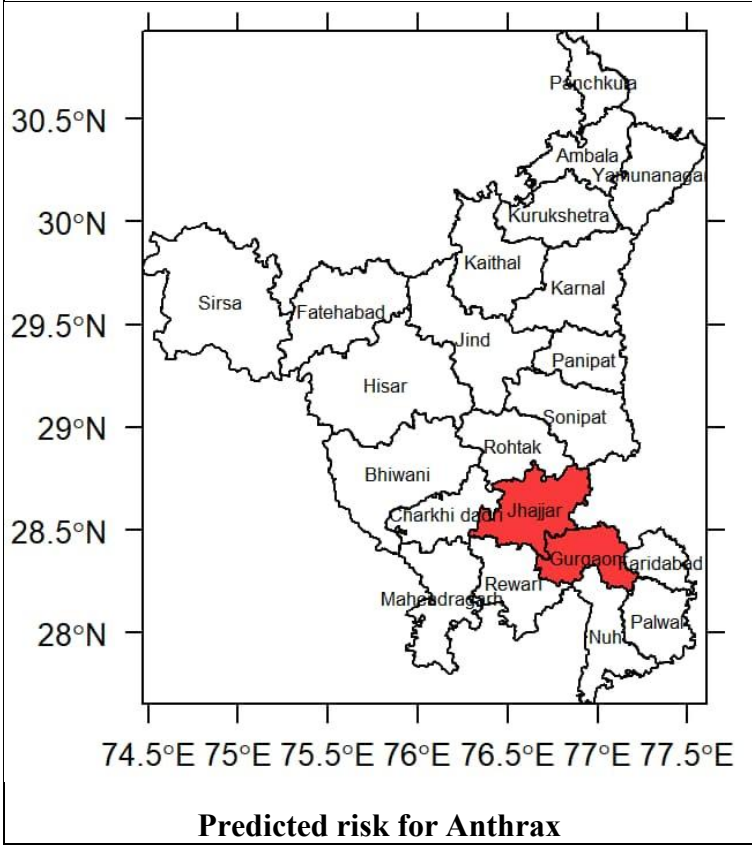 Panchkula
30.5°N
Ambala
Yamunanagar
30°N
Kurukshetra
Kaithal
Karnal
Sirsa
Fatehabad
29.5°N
Jind
Panipat
Hisar
29°N
Sonipat
Rohtak
Bhiwani
Charkhi dadri
Jhajjar
28.5°N
Gurgaon
Faridabad
Rewari
Mahendragarh
28°N
Nuh
Palwal
74.5°E 75°E 75.5°E 76°E 76.5°E 77°E 77.5°E
Predicted risk for Anthrax